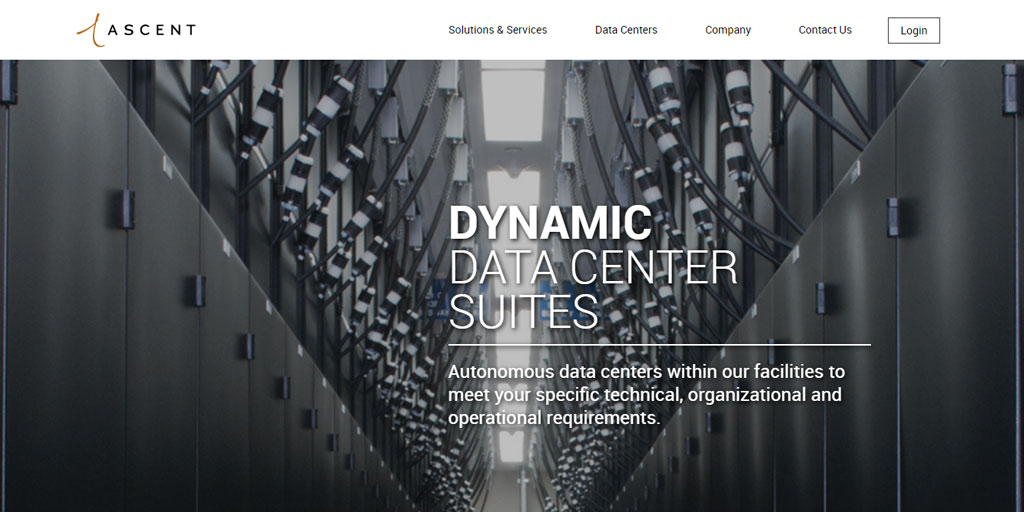 ASCENT
Solutions & Services
Data Centers
Company
Contact Us
Login
DYNAMIC
DATA CENTER
SUITES
Autonomous data centers within our facilities to
meet your specific technical, organizational and
operational requirements.